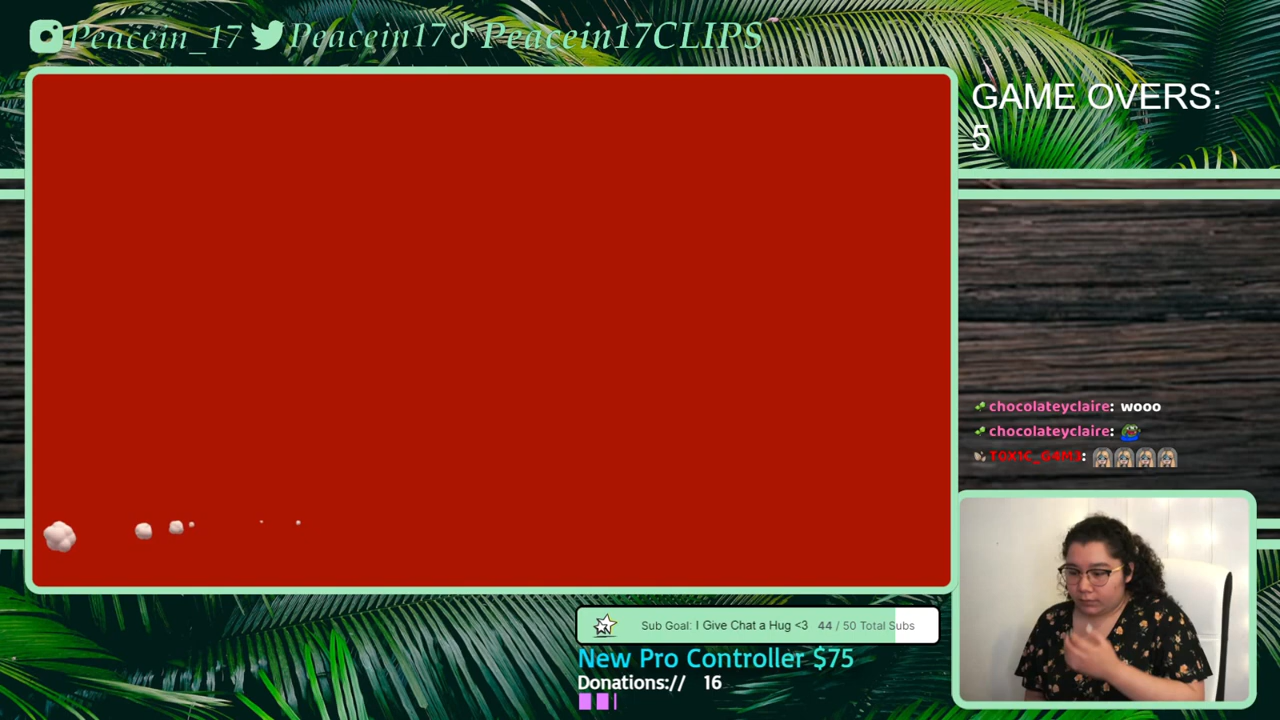 Peacein_17 Peacein17 Peacein17CLIPS
GAME OVERS:
5
chocolateyclaire: wooo
chocolateyclaire:
T0X1C_G4M3:
Sub Goal: I Give Chat a Hug <3 44 / 50 Total Subs
New Pro Controller $75
Donations:// 16